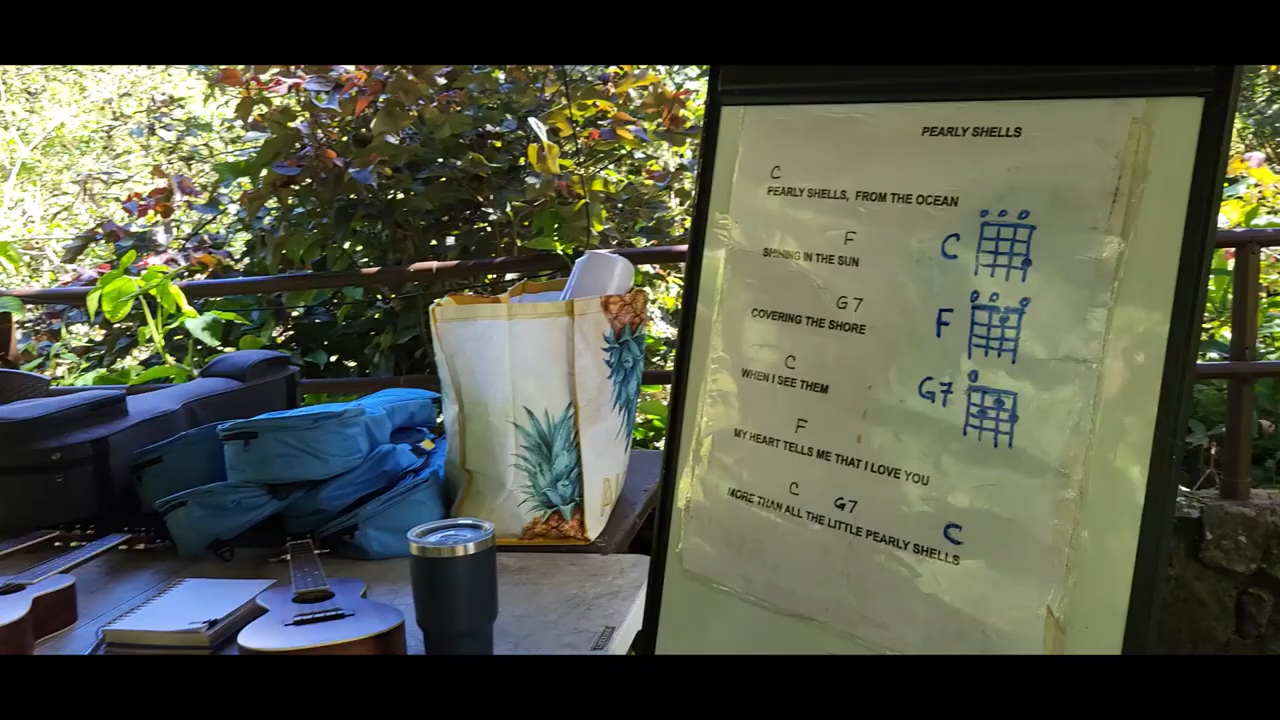 PEARLY SHELLS
C
PEARLY SHELLS, FROM THE OCEAN
F
SHINING IN THE SUN
G7
COVERING THE SHORE
C
WHEN I SEE THEM
F
MY HEART TELLS ME THAT I LOVE YOU
C G7 C
MORE THAN ALL THE LITTLE PEARLY SHELLS
C
F
G7